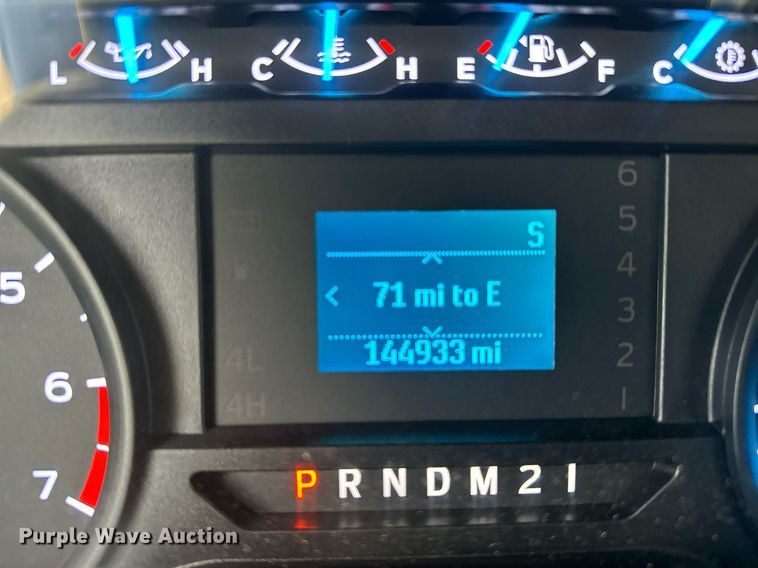 L H C H E F C
S
71 mi to E
144933 mi
6
5
4
3
2
1
4L
4H
5
6
7
P R N D M 2 1
Purple Wave Auction